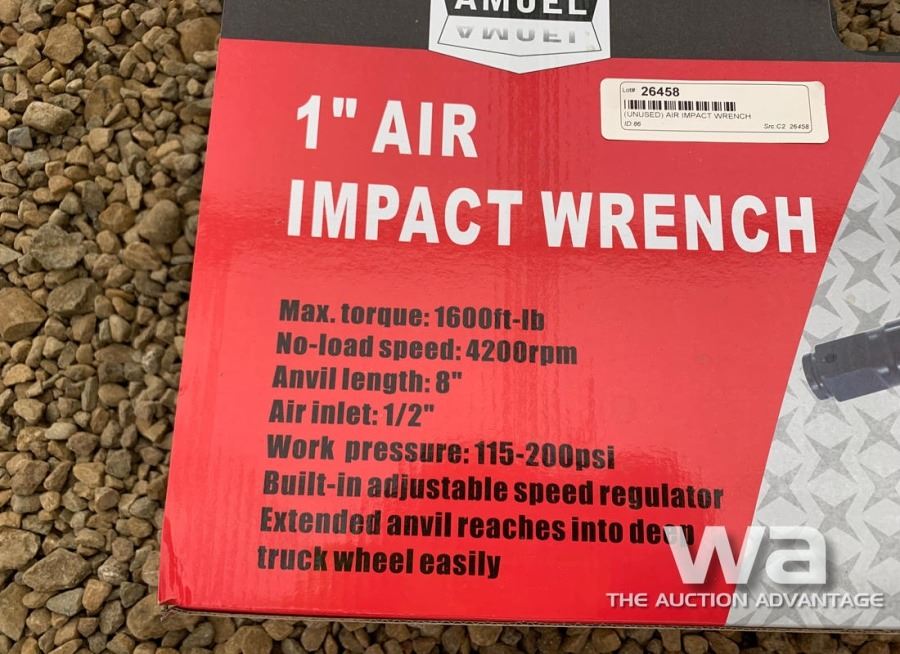 AMUEL
Lot# 26458
(UNUSED) AIR IMPACT WRENCH
ID:66 Src C2 26458
1" AIR
IMPACT WRENCH
Max. torque: 1600ft-lb
No-load speed: 4200rpm
Anvil length: 8"
Air inlet: 1/2"
Work pressure: 115-200psi
Built-in adjustable speed regulator
Extended anvil reaches into deep
truck wheel easily
wa
THE AUCTION ADVANTAGE